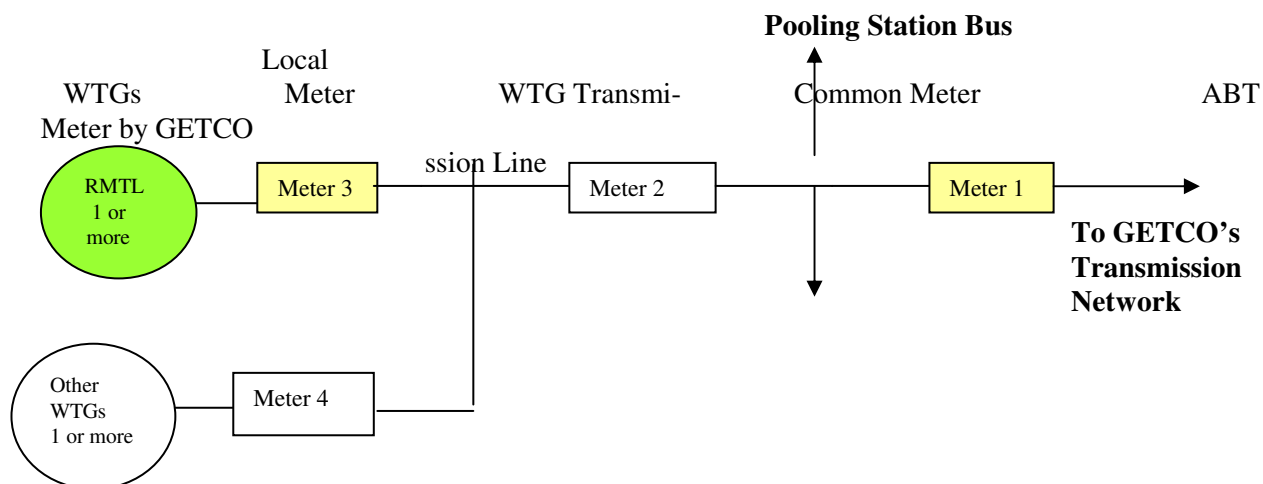 Pooling Station Bus
Local
WTGs Meter WTG Transmi- Common Meter ABT
Meter by GETCO
ssion Line
RMTL
1 or
more
Meter 3
Meter 2
Meter 1
To GETCO's
Transmission
Network
Other
WTGs
1 or more
Meter 4